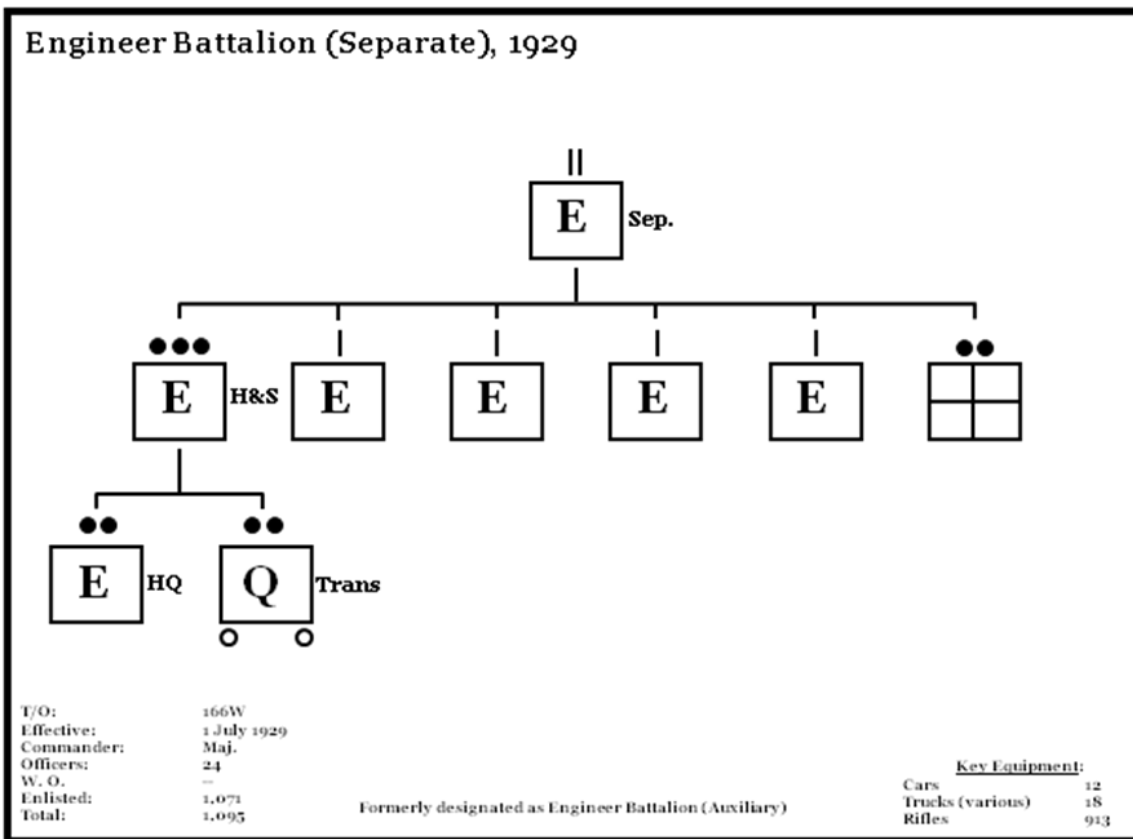 Engineer Battalion (Separate), 1929
E Sep.
E H&S E E E E
E HQ Q Trans
T/O: 166W
Effective: 1 July 1929
Commander: Maj.
Officers: 24
W. O. --
Enlisted: 1,071
Total: 1,095
Formerly designated as Engineer Battalion (Auxiliary)
Key Equipment:
Cars 12
Trucks (various) 18
Rifles 913